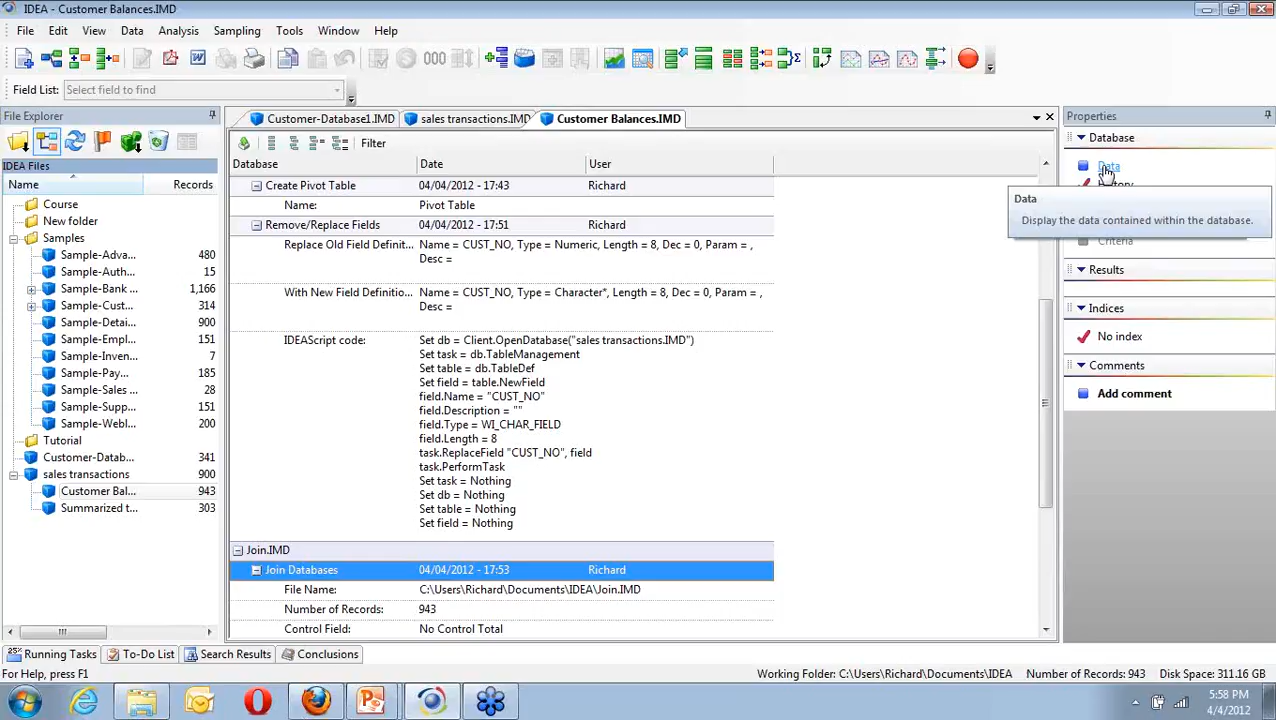 IDEA - Customer Balances.IMD
File Edit View Data Analysis Sampling Tools Window Help
Field List: Select field to find
File Explorer
IDEA Files
Name Records
Course
New folder
Samples
Sample-Adva... 480
Sample-Auth... 15
Sample-Bank ... 1,166
Sample-Cust... 314
Sample-Detai... 900
Sample-Empl... 151
Sample-Inven... 7
Sample-Pay... 185
Sample-Sales ... 28
Sample-Supp... 151
Sample-Webl... 200
Tutorial
Customer-Datab... 341
sales transactions 900
Customer Bal... 943
Summarized t... 303
Customer-Database1.IMD sales transactions.IMD Customer Balances.IMD
Filter
Database Date User
Create Pivot Table 04/04/2012 - 17:43 Richard
Name: Pivot Table
Remove/Replace Fields 04/04/2012 - 17:51 Richard
Replace Old Field Definit... Name = CUST_NO, Type = Numeric, Length = 8, Dec = 0, Param = ,
Desc =
With New Field Definitio... Name = CUST_NO, Type = Character*, Length = 8, Dec = 0, Param = ,
Desc =
IDEAScript code: Set db = Client.OpenDatabase("sales transactions.IMD")
Set task = db.TableManagement
Set table = db.TableDef
Set field = table.NewField
field.Name = "CUST_NO"
field.Description = ""
field.Type = WI_CHAR_FIELD
field.Length = 8
task.ReplaceField "CUST_NO", field
task.PerformTask
Set task = Nothing
Set db = Nothing
Set table = Nothing
Set field = Nothing
Join.IMD
Join Databases 04/04/2012 - 17:53 Richard
File Name: C:\Users\Richard\Documents\IDEA\Join.IMD
Number of Records: 943
Control Field: No Control Total
Properties
Database
Data
History
Data
Display the data contained within the database.
Criteria
Results
Indices
No index
Comments
Add comment
Running Tasks To-Do List Search Results Conclusions
For Help, press F1 Working Folder: C:\Users\Richard\Documents\IDEA Number of Records: 943 Disk Space: 311.16 GB
5:58 PM
4/4/2012